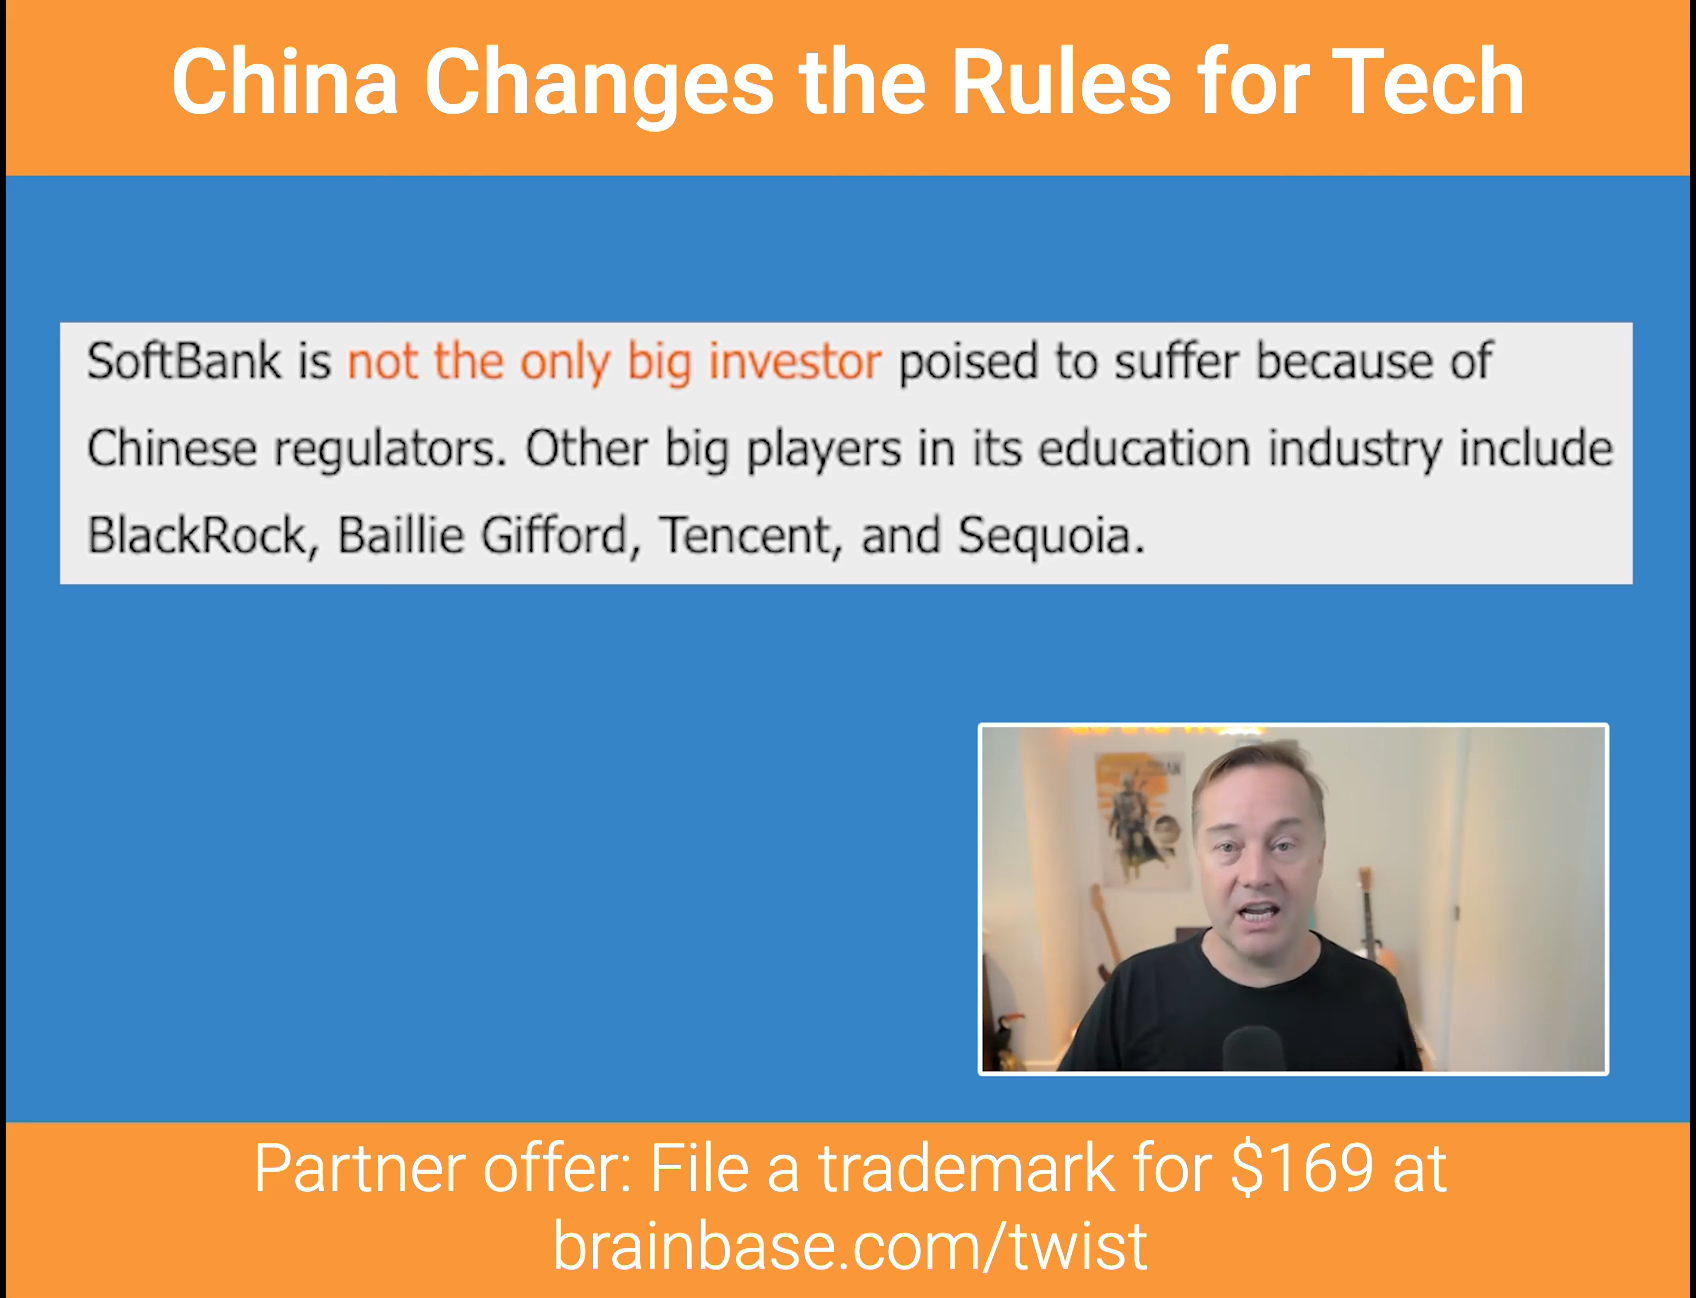 China Changes the Rules for Tech
SoftBank is not the only big investor poised to suffer because of
Chinese regulators. Other big players in its education industry include
BlackRock, Baillie Gifford, Tencent, and Sequoia.
Partner offer: File a trademark for $169 at
brainbase.com/twist